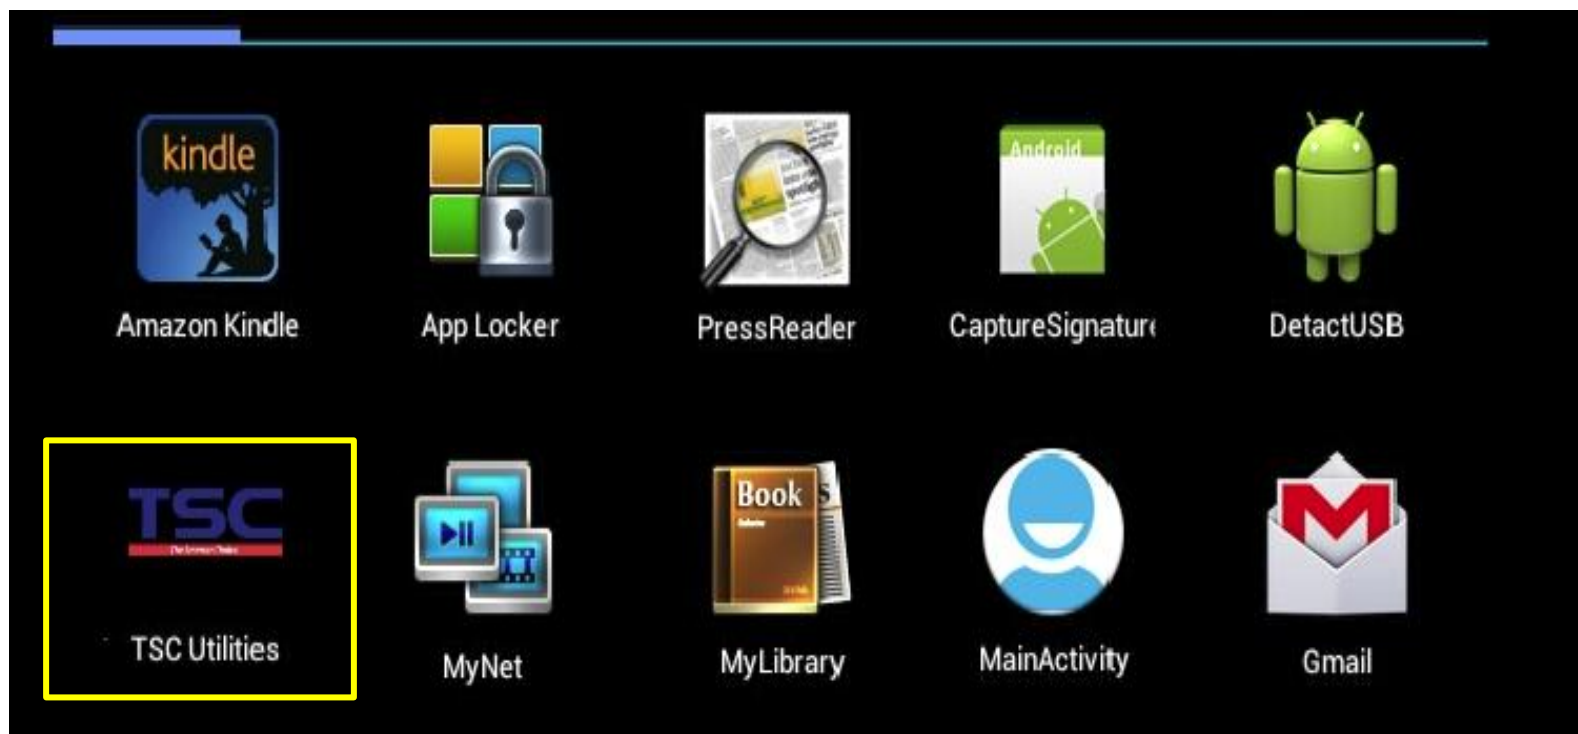 kindle
Android
Amazon Kindle
App Locker
PressReader
CaptureSignature
DetactUSB
TSC
Book
TSC Utilities
MyNet
MyLibrary
MainActivity
Gmail